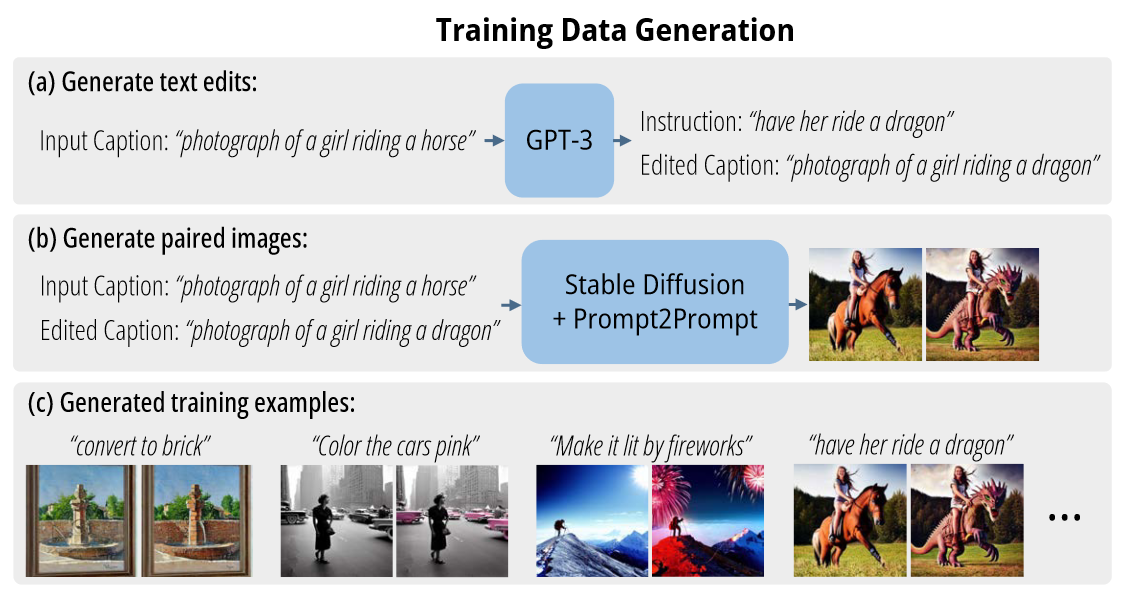 Training Data Generation
(a) Generate text edits:
Input Caption: “photograph of a girl riding a horse”
GPT-3
Instruction: “have her ride a dragon”
Edited Caption: “photograph of a girl riding a dragon”
(b) Generate paired images:
Input Caption: “photograph of a girl riding a horse”
Edited Caption: “photograph of a girl riding a dragon”
Stable Diffusion
+ Prompt2Prompt
(c) Generated training examples:
“convert to brick”
“Color the cars pink”
“Make it lit by fireworks”
“have her ride a dragon”
...